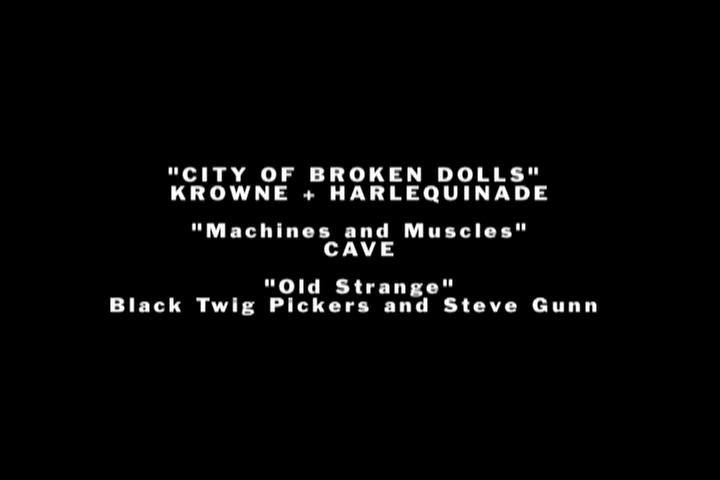 "CITY OF BROKEN DOLLS"
KROWNE + HARLEQUINADE
"Machines and Muscles"
CAVE
"Old Strange"
Black Twig Pickers and Steve Gunn